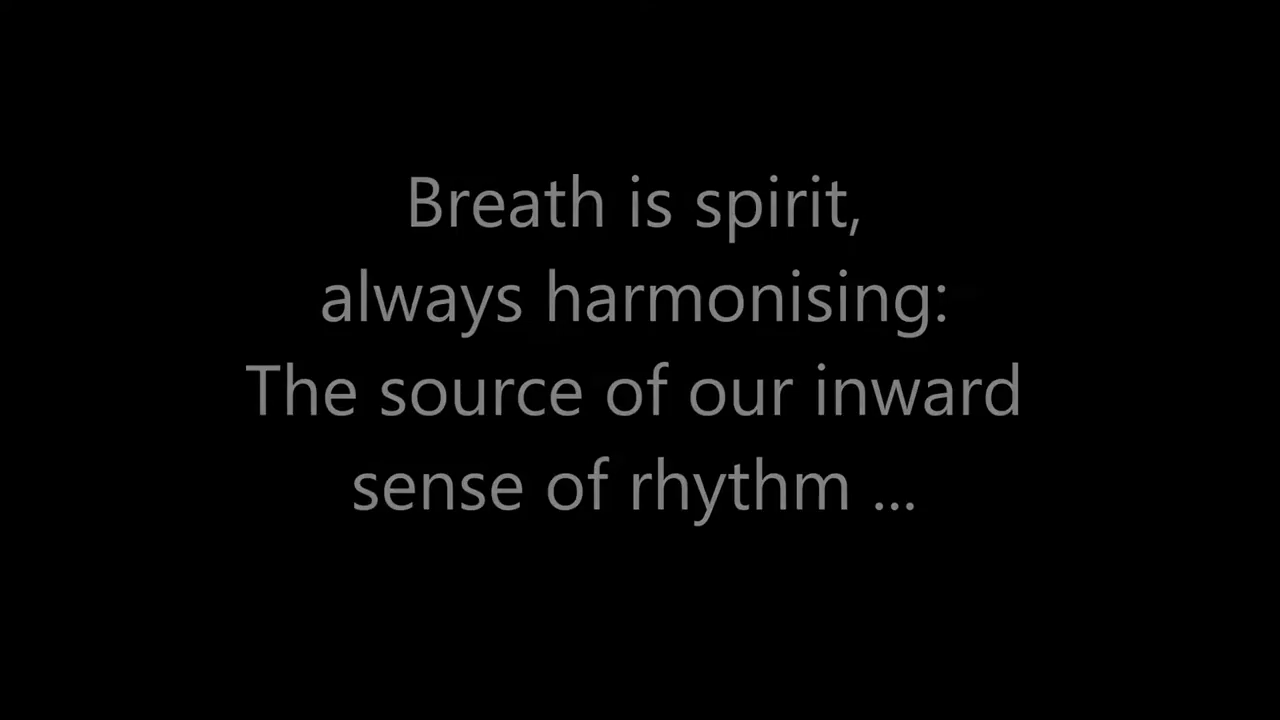 Breath is spirit,
always harmonising:
The source of our inward
sense of rhythm ...